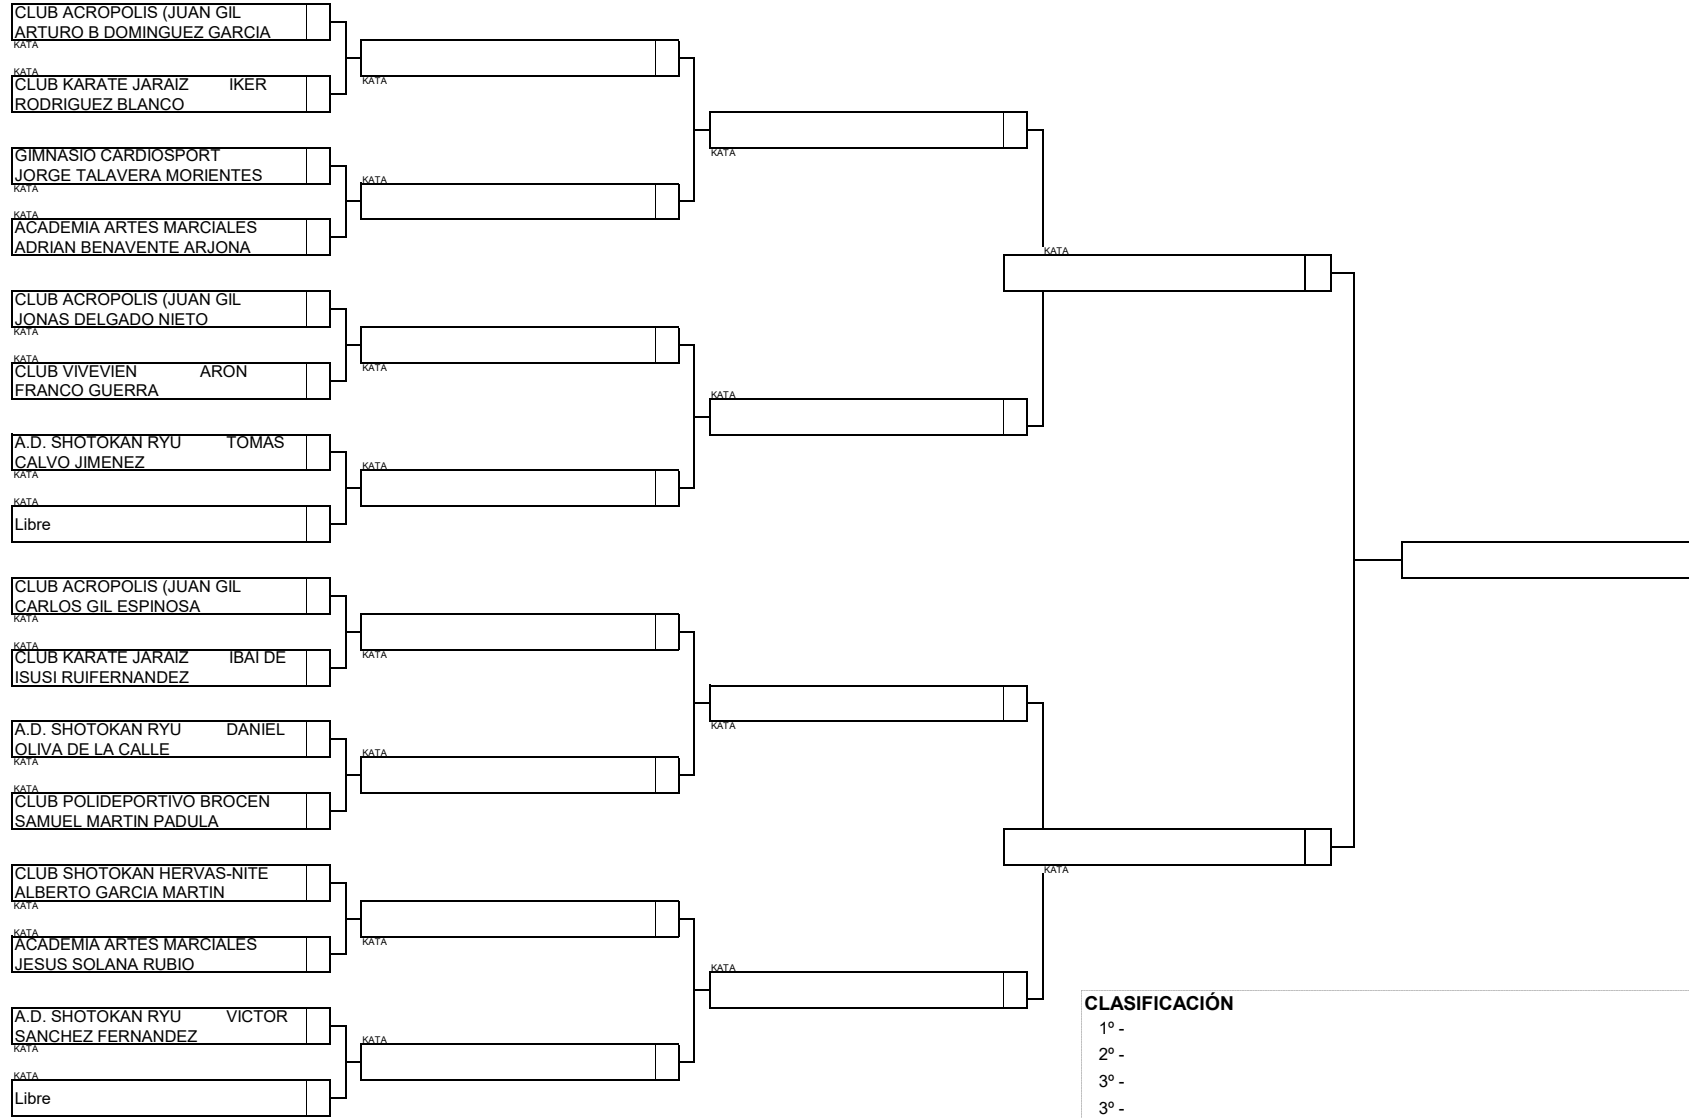 CLUB ACROPOLIS (JUAN GIL
ARTURO B DOMINGUEZ GARCIA
KATA
KATA
CLUB KARATE JARAIZ IKER
RODRIGUEZ BLANCO
GIMNASIO CARDIOSPORT
JORGE TALAVERA MORIENTES
KATA
KATA
ACADEMIA ARTES MARCIALES
ADRIAN BENAVENTE ARJONA
CLUB ACROPOLIS (JUAN GIL
JONAS DELGADO NIETO
KATA
KATA
CLUB VIVEVIEN ARON
FRANCO GUERRA
A.D. SHOTOKAN RYU TOMAS
CALVO JIMENEZ
KATA
KATA
Libre
CLUB ACROPOLIS (JUAN GIL
CARLOS GIL ESPINOSA
KATA
KATA
CLUB KARATE JARAIZ IBAI DE
ISUSI RUIFERNANDEZ
A.D. SHOTOKAN RYU DANIEL
OLIVA DE LA CALLE
KATA
KATA
CLUB POLIDEPORTIVO BROCEN
SAMUEL MARTIN PADULA
CLUB SHOTOKAN HERVAS-NITE
ALBERTO GARCIA MARTIN
KATA
KATA
ACADEMIA ARTES MARCIALES
JESUS SOLANA RUBIO
A.D. SHOTOKAN RYU VICTOR
SANCHEZ FERNANDEZ
KATA
KATA
Libre
KATA
KATA
KATA
KATA
KATA
KATA
KATA
KATA
KATA
KATA
KATA
KATA
KATA
KATA
CLASIFICACIÓN
1º -
2º -
3º -
3º -